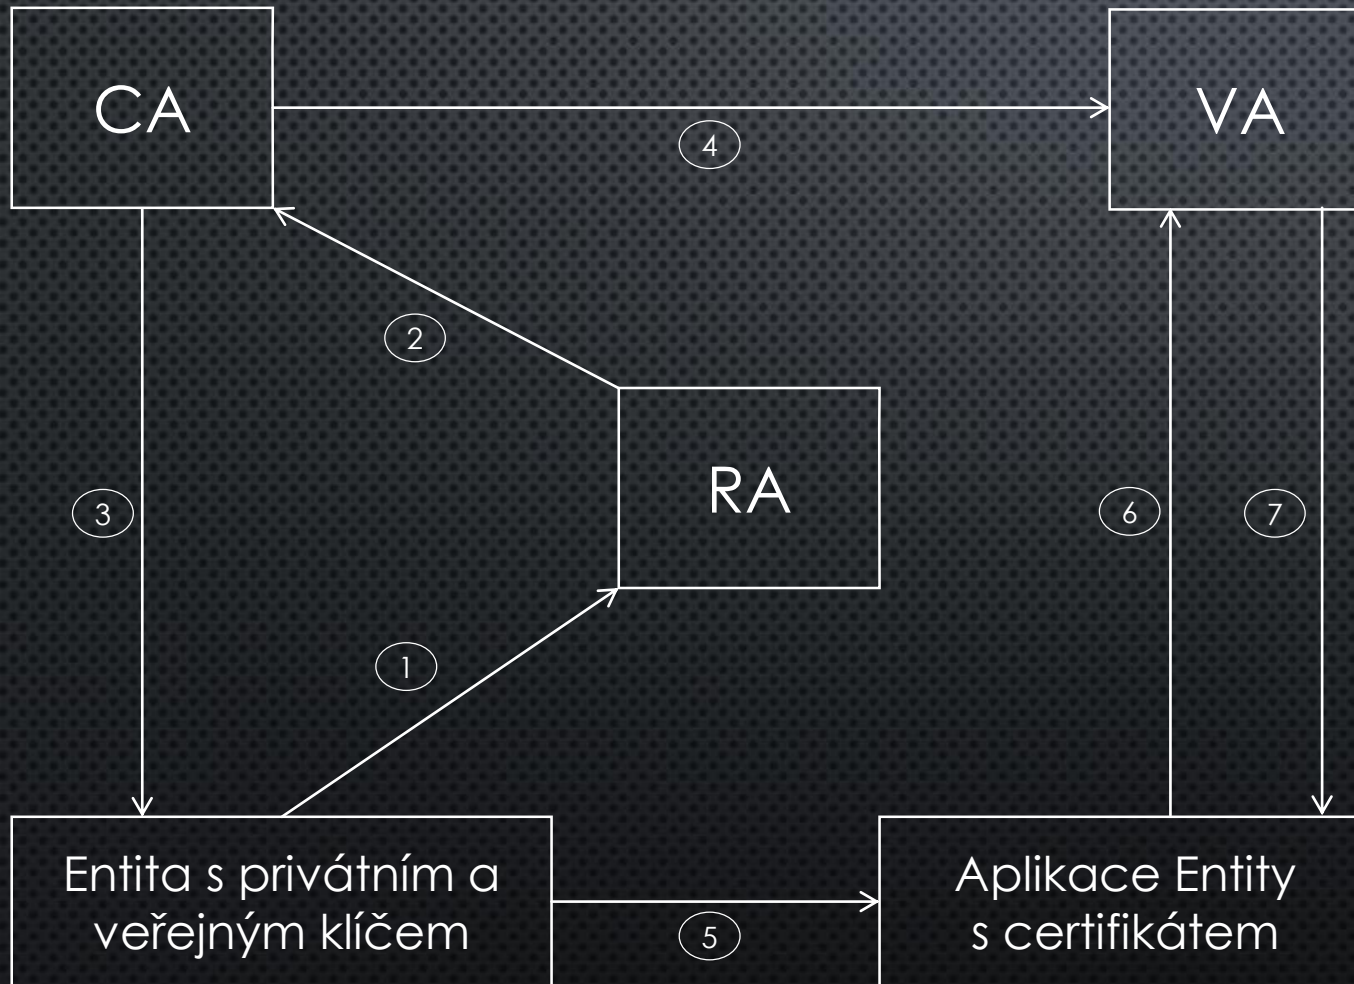 CA
VA
4
2
RA
3
6
7
1
Entita s privátním a
veřejným klíčem
Aplikace Entity
s certifikátem
5